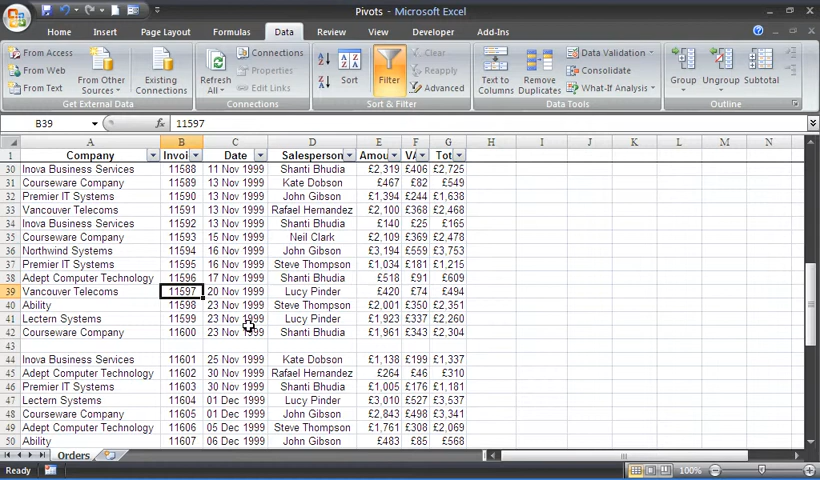 Pivots - Microsoft Excel
Home Insert Page Layout Formulas Data Review View Developer Add-Ins
From Access
From Web
From Text
From Other Sources
Existing Connections
Get External Data
Refresh All
Connections
Properties
Edit Links
Connections
Sort
Filter
Clear
Reapply
Advanced
Sort & Filter
Text to Columns
Remove Duplicates
Data Validation
Consolidate
What-If Analysis
Data Tools
Group
Ungroup
Subtotal
Outline
B39 fx 11597
A B C D E F G H I J K L M N
1 Company Invoi Date Salesperson Amou VA Tot
30 Inova Business Services 11588 11 Nov 1999 Shanti Bhudia £2,319 £406 £2,725
31 Courseware Company 11589 13 Nov 1999 Kate Dobson £467 £82 £549
32 Premier IT Systems 11590 13 Nov 1999 John Gibson £1,394 £244 £1,638
33 Vancouver Telecoms 11591 13 Nov 1999 Rafael Hernandez £2,100 £368 £2,468
34 Inova Business Services 11592 13 Nov 1999 Shanti Bhudia £140 £25 £165
35 Courseware Company 11593 15 Nov 1999 Neil Clark £2,109 £369 £2,478
36 Northwind Systems 11594 16 Nov 1999 John Gibson £3,194 £559 £3,753
37 Premier IT Systems 11595 16 Nov 1999 Steve Thompson £1,034 £181 £1,215
38 Adept Computer Technology 11596 17 Nov 1999 Shanti Bhudia £518 £91 £609
39 Vancouver Telecoms 11597 20 Nov 1999 Lucy Pinder £420 £74 £494
40 Ability 11598 23 Nov 1999 Steve Thompson £2,001 £350 £2,351
41 Lectern Systems 11599 23 Nov 1999 Lucy Pinder £1,923 £337 £2,260
42 Courseware Company 11600 23 Nov 1999 Shanti Bhudia £1,961 £343 £2,304
43
44 Inova Business Services 11601 25 Nov 1999 Kate Dobson £1,138 £199 £1,337
45 Adept Computer Technology 11602 30 Nov 1999 Rafael Hernandez £264 £46 £310
46 Premier IT Systems 11603 30 Nov 1999 Shanti Bhudia £1,005 £176 £1,181
47 Lectern Systems 11604 01 Dec 1999 Lucy Pinder £3,010 £527 £3,537
48 Courseware Company 11605 01 Dec 1999 John Gibson £2,843 £498 £3,341
49 Adept Computer Technology 11606 05 Dec 1999 Lucy Pinder £1,761 £308 £2,069
50 Ability 11607 06 Dec 1999 John Gibson £483 £85 £568
Orders
Ready 100%